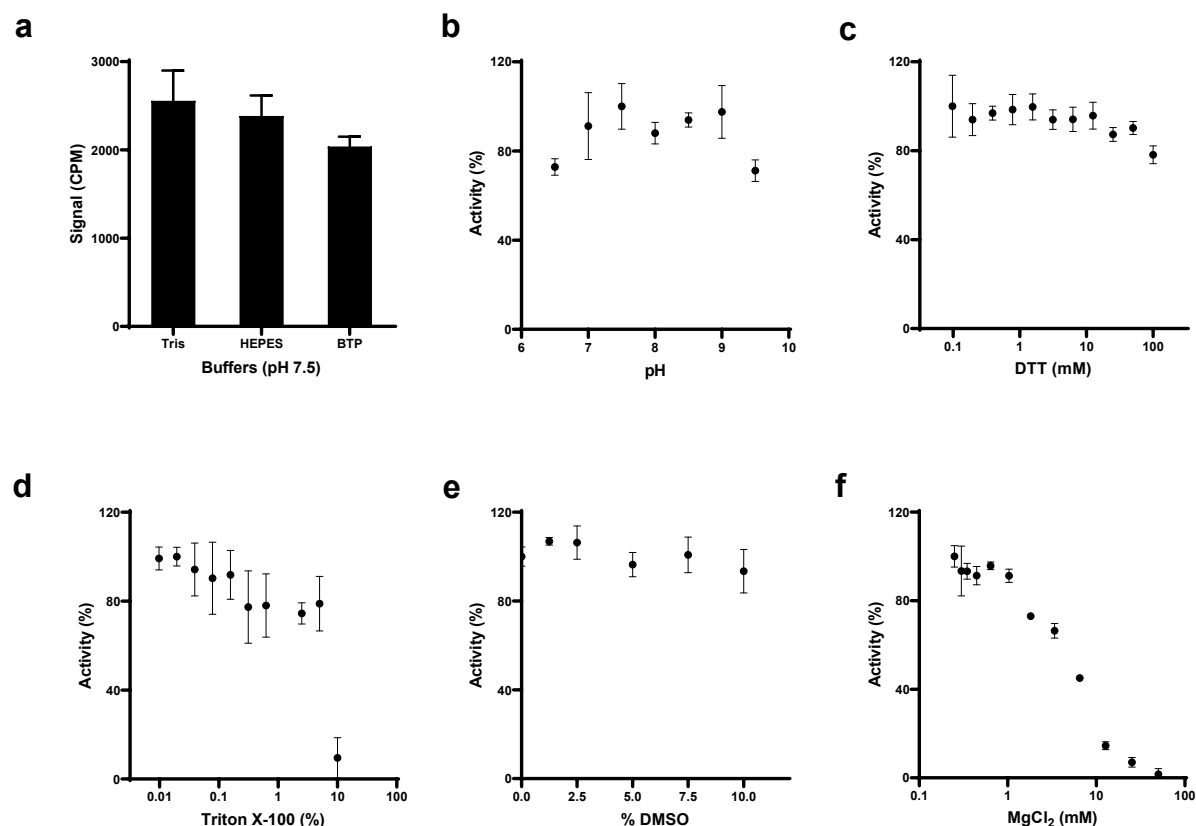 a
3000
2000
1000
0
Signal (CPM)
Tris HEPES BTP
Buffers (pH 7.5)
b
120
80
40
0
Activity (%)
6 7 8 9 10
pH
c
120
80
40
0
Activity (%)
0.1 1 10 100
DTT (mM)
d
120
80
40
0
Activity (%)
0.01 0.1 1 10 100
Triton X-100 (%)
e
120
80
40
0
Activity (%)
0.0 2.5 5.0 7.5 10.0
% DMSO
f
120
80
40
0
Activity (%)
0.1 1 10 100
MgCl₂ (mM)